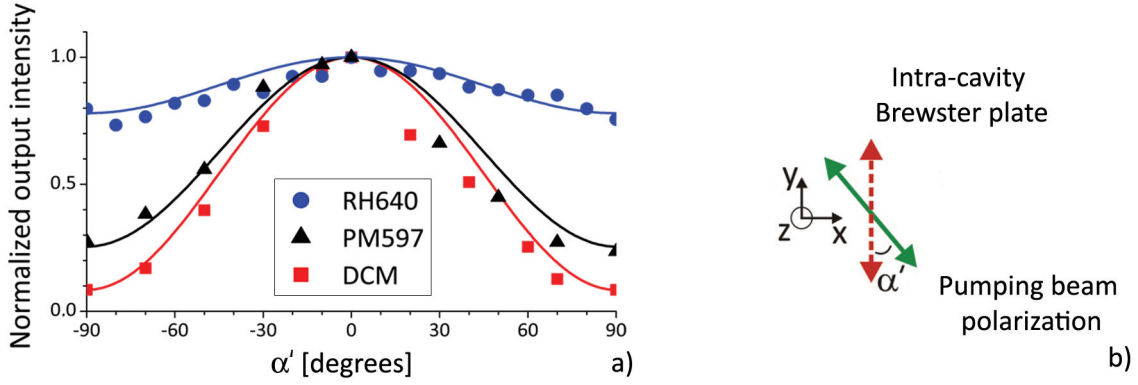 Normalized output intensity
1.0
0.5
0.0
-90
-60
-30
0
30
60
90
α' [degrees]
RH640
PM597
DCM
a)
Intra-cavity
Brewster plate
y
z
x
α'
Pumping beam
polarization
b)